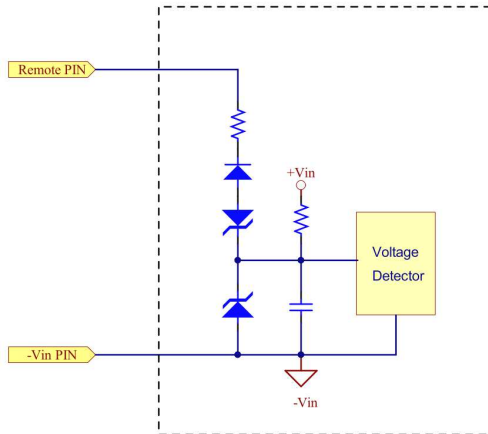 Remote PIN
+Vin
Voltage
Detector
-Vin PIN
-Vin